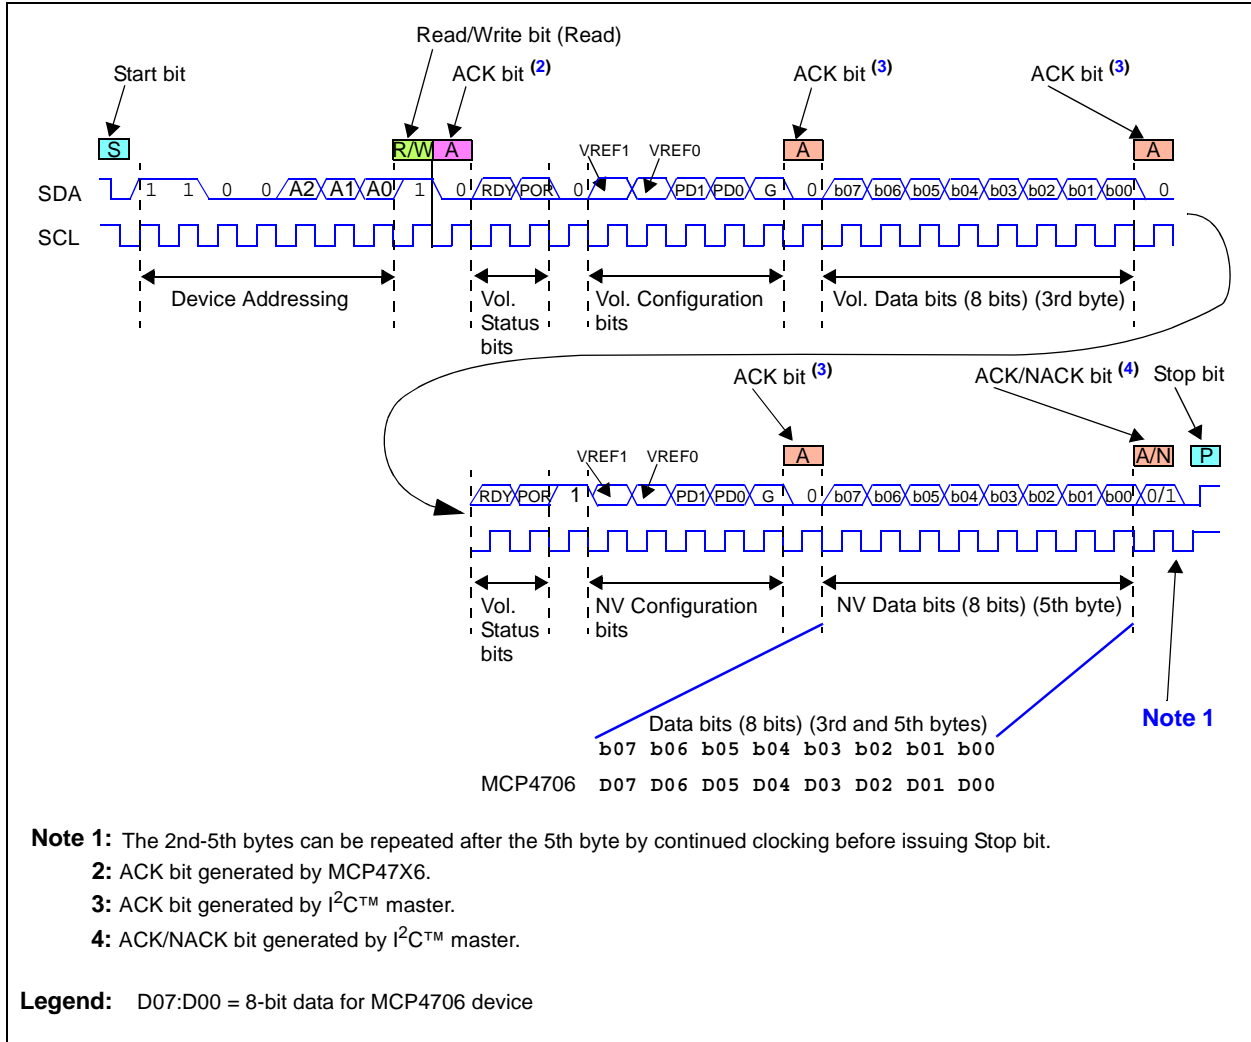 Read/Write bit (Read)
Start bit
ACK bit (2)
ACK bit (3)
ACK bit (3)
S
R/W
A
A
A
VREF1
VREF0
SDA
1 1 0 0 A2 A1 A0 1 0 RDY POR 0 PD1 PD0 G 0 b07 b06 b05 b04 b03 b02 b01 b00 0
SCL
Device Addressing
Vol.
Status
bits
Vol. Configuration
bits
Vol. Data bits (8 bits) (3rd byte)
ACK bit (3)
ACK/NACK bit (4)
Stop bit
A
A/N
P
VREF1
VREF0
RDY POR 1 PD1 PD0 G 0 b07 b06 b05 b04 b03 b02 b01 b00 0/1
Vol.
Status
bits
NV Configuration
bits
NV Data bits (8 bits) (5th byte)
Note 1
Data bits (8 bits) (3rd and 5th bytes)
b07 b06 b05 b04 b03 b02 b01 b00
MCP4706 D07 D06 D05 D04 D03 D02 D01 D00
Note 1: The 2nd-5th bytes can be repeated after the 5th byte by continued clocking before issuing Stop bit.
2: ACK bit generated by MCP47X6.
3: ACK bit generated by I2C™ master.
4: ACK/NACK bit generated by I2C™ master.
Legend: D07:D00 = 8-bit data for MCP4706 device